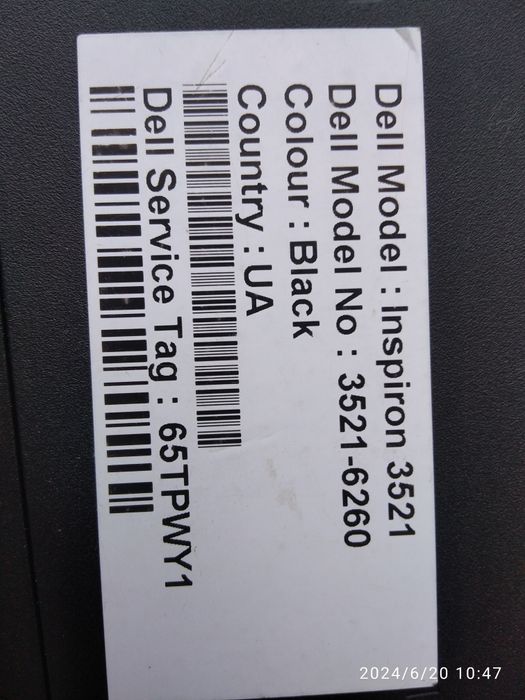 Dell Model : Inspiron 3521
Dell Model No : 3521-6260
Colour : Black
Country : UA
Dell Service Tag : 65TPWY1
2024/6/20 10:47